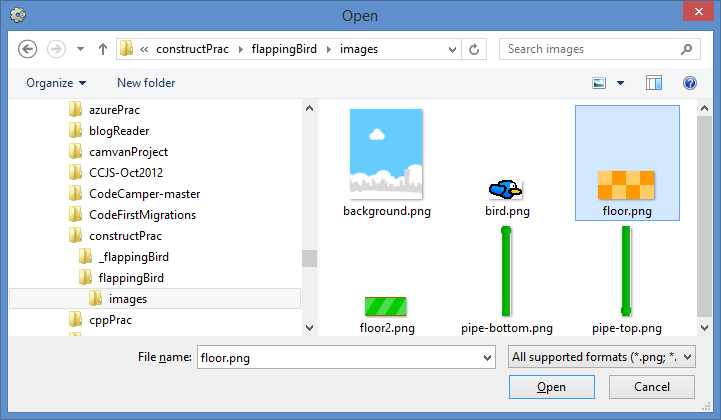 Open
« constructPrac flappingBird images
Search images
Organize
New folder
azurePrac
blogReader
camvanProject
CCJS-Oct2012
CodeCamper-master
CodeFirstMigrations
constructPrac
_flappingBird
flappingBird
images
cppPrac
background.png
bird.png
floor.png
floor2.png
pipe-bottom.png
pipe-top.png
File name:
floor.png
All supported formats (*.png; *.
Open
Cancel